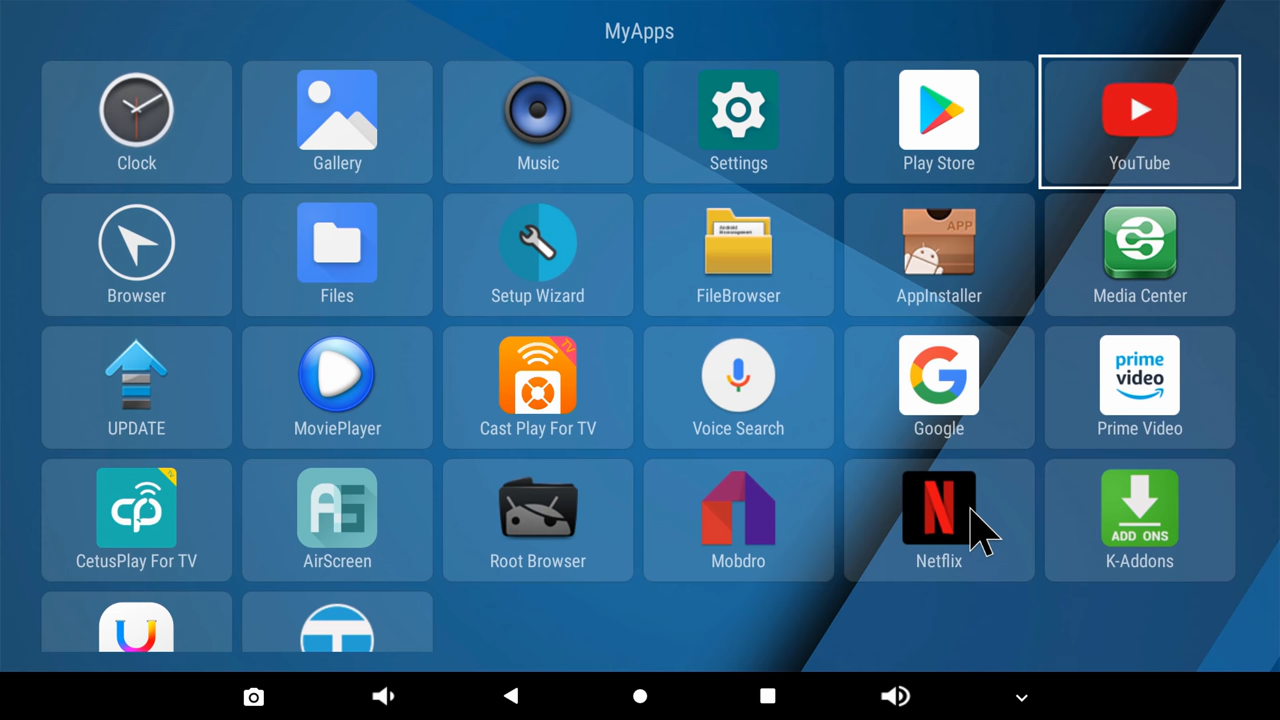 MyApps
Clock
Gallery
Music
Settings
Play Store
YouTube
APP
Browser
Files
Setup Wizard
FileBrowser
AppInstaller
Media Center
TV
prime
video
UPDATE
MoviePlayer
Cast Play For TV
Voice Search
Google
Prime Video
ADD ONS
CetusPlay For TV
AirScreen
Root Browser
Mobdro
Netflix
K-Addons